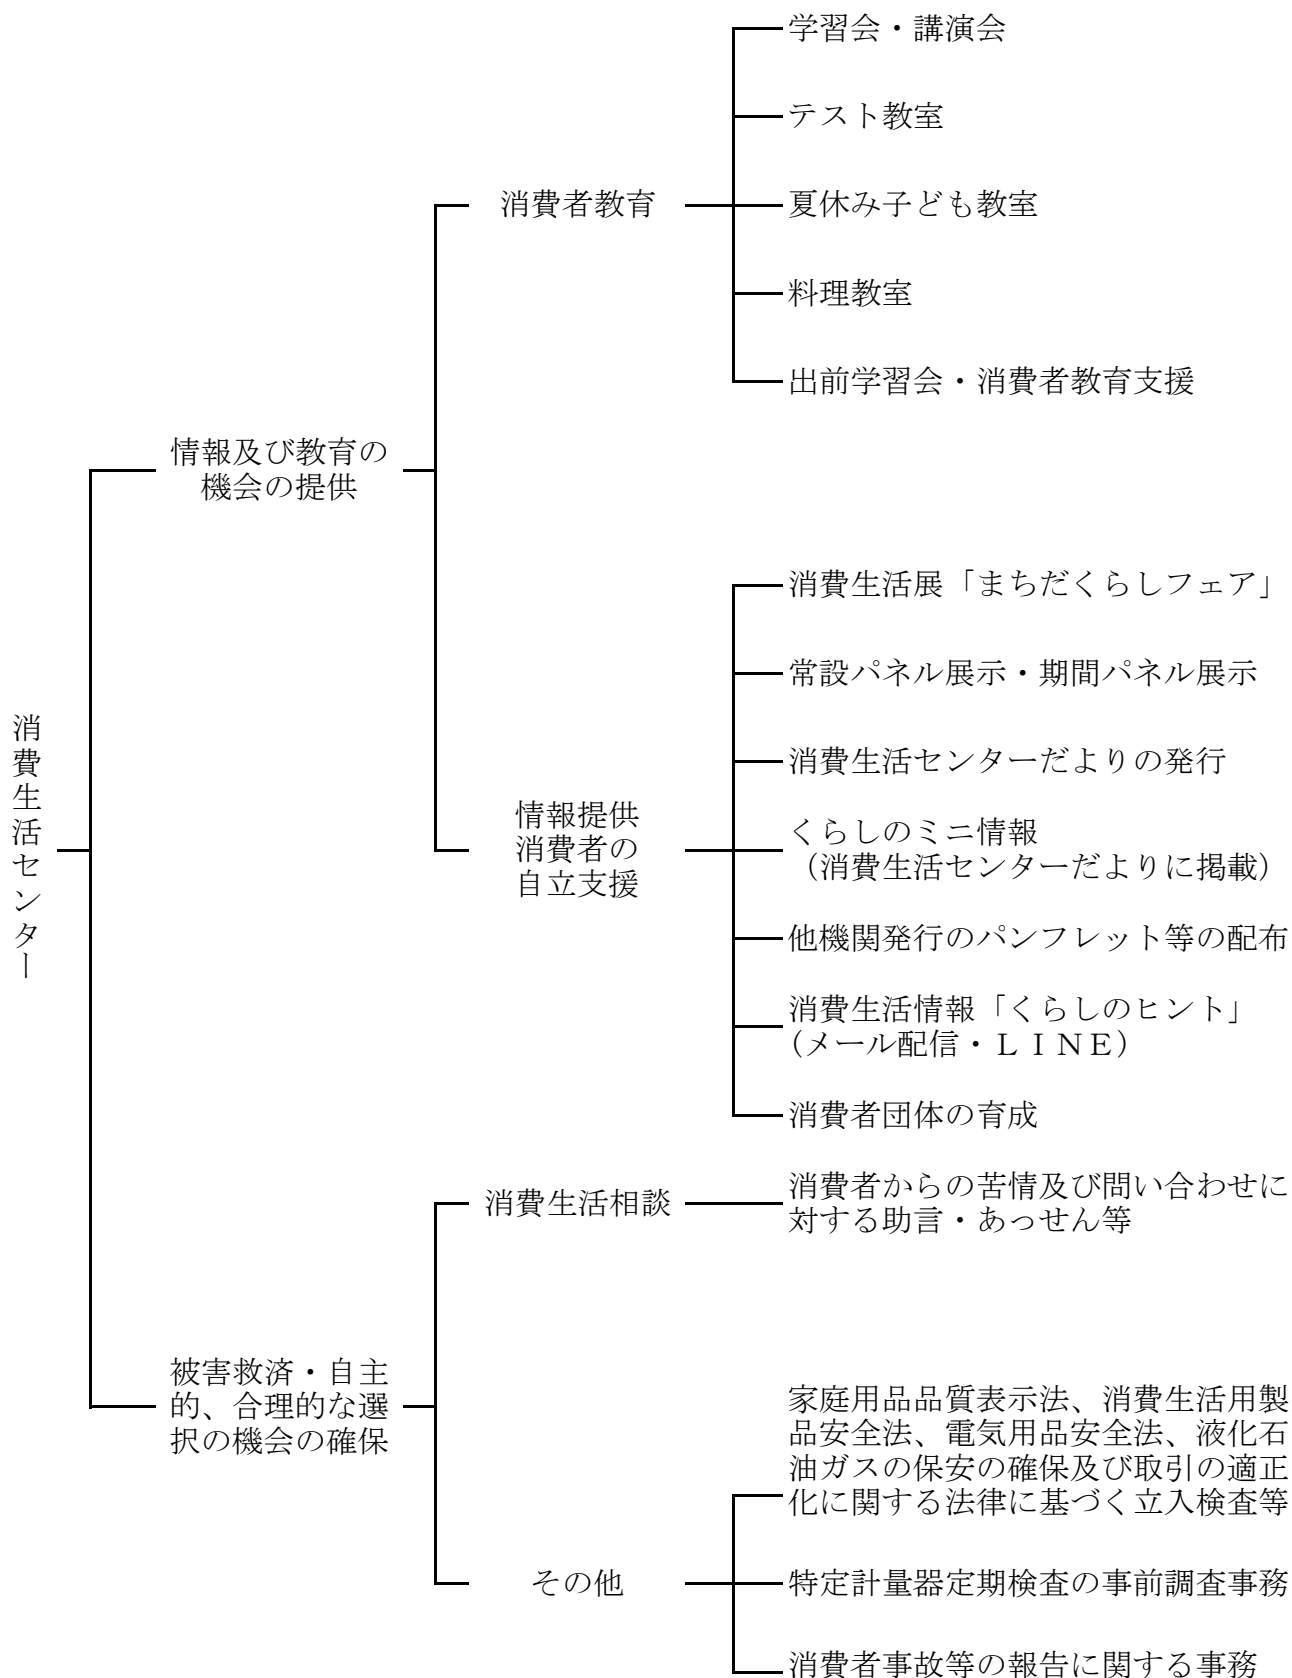 消費生活センター
情報及び教育の
機会の提供
消費者教育
学習会・講演会
テスト教室
夏休み子ども教室
料理教室
出前学習会・消費者教育支援
情報提供
消費者の
自立支援
消費生活展「まちだくらしフェア」
常設パネル展示・期間パネル展示
消費生活センターだよりの発行
くらしのミニ情報
（消費生活センターだよりに掲載）
他機関発行のパンフレット等の配布
消費生活情報「くらしのヒント」
（メール配信・ＬＩＮＥ）
消費者団体の育成
被害救済・自主
的、合理的な選
択の機会の確保
消費生活相談
消費者からの苦情及び問い合わせに
対する助言・あっせん等
その他
家庭用品品質表示法、消費生活用製
品安全法、電気用品安全法、液化石
油ガスの保安の確保及び取引の適正
化に関する法律に基づく立入検査等
特定計量器定期検査の事前調査事務
消費者事故等の報告に関する事務